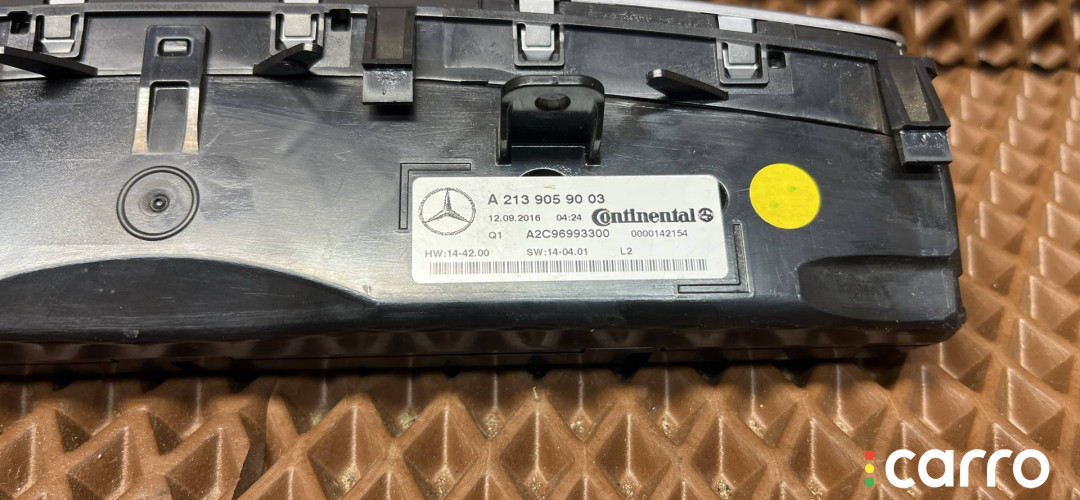 A 213 905 90 03
12.09.2016 04:24 Continental
Q1 A2C96993300 0000142154
HW:14-42.00 SW:14-04.01 L2
carro